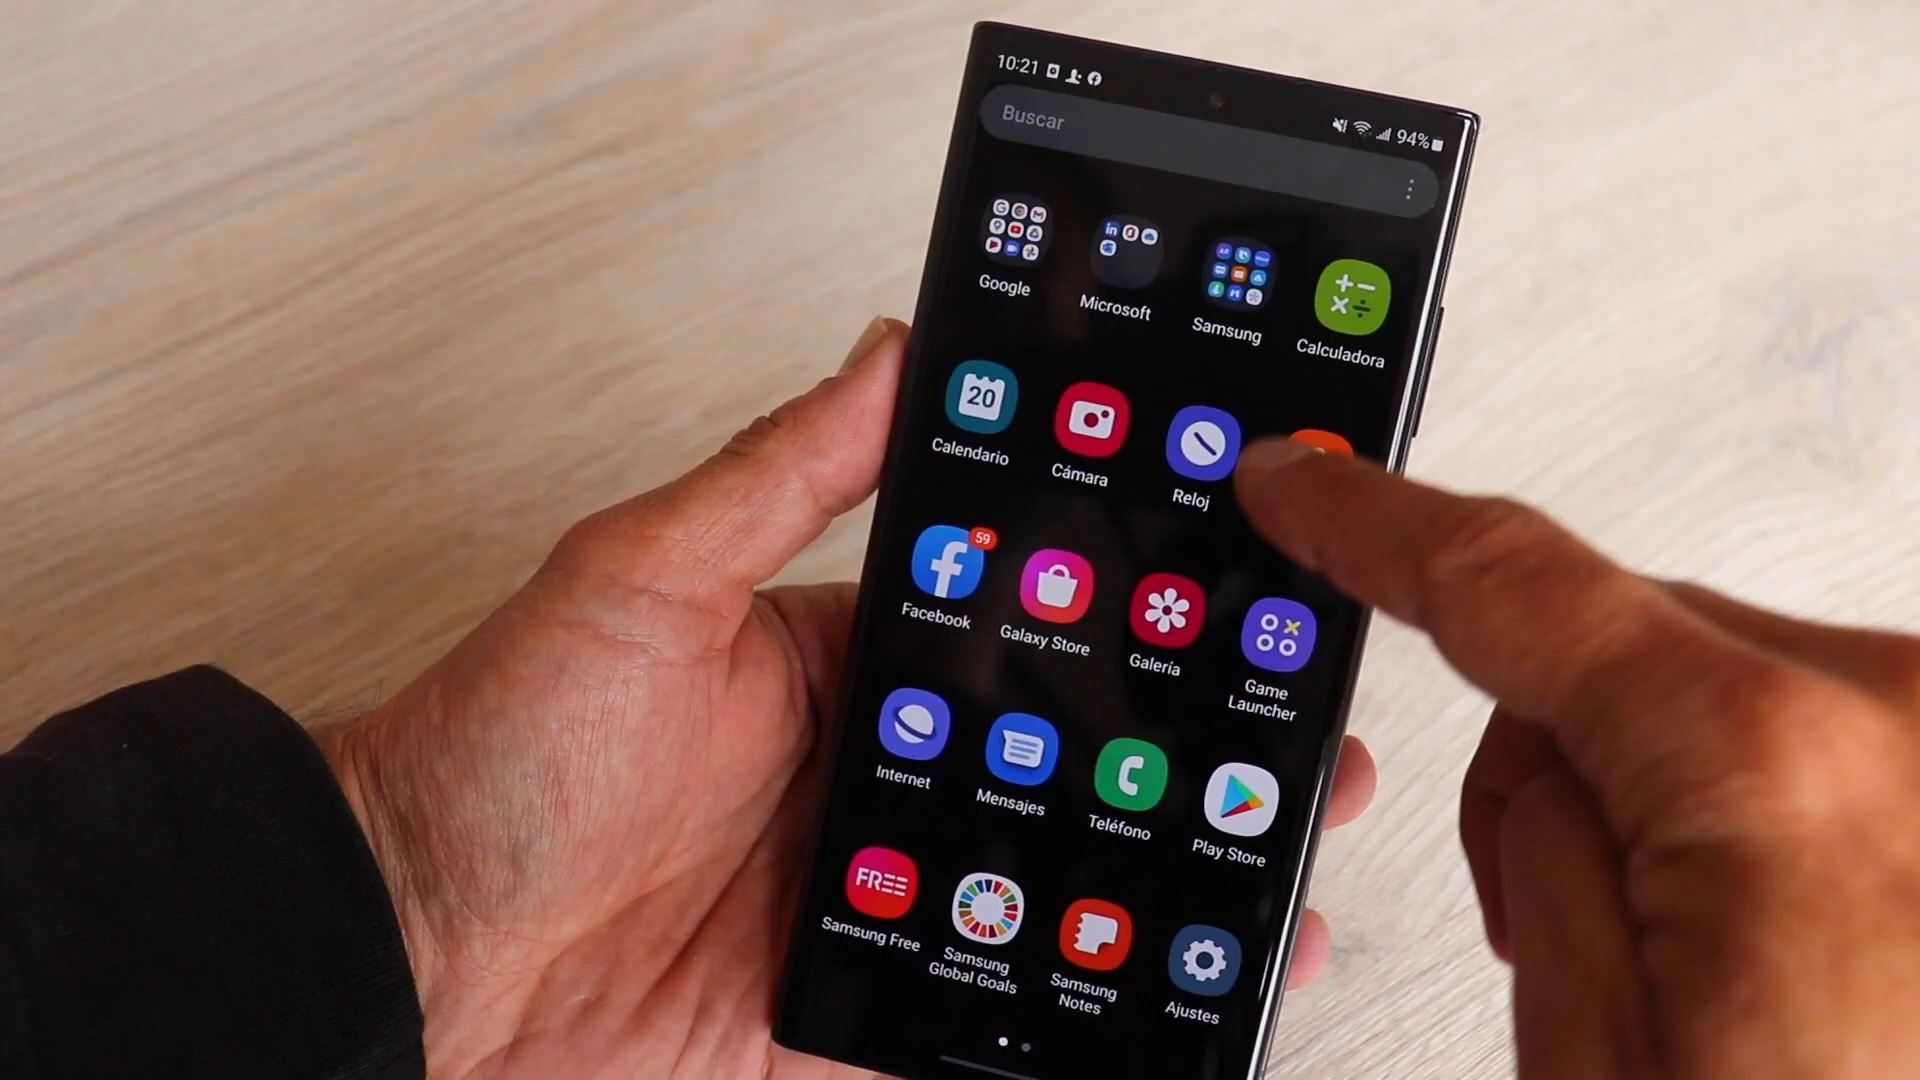 10:21
94%
Buscar
Google
Microsoft
Samsung
Calculadora
20
Calendario
Cámara
Reloj
59
Facebook
Galaxy Store
Galería
Game
Launcher
Internet
Mensajes
Teléfono
Play Store
FREE
Samsung Free
Samsung
Global Goals
Samsung
Notes
Ajustes